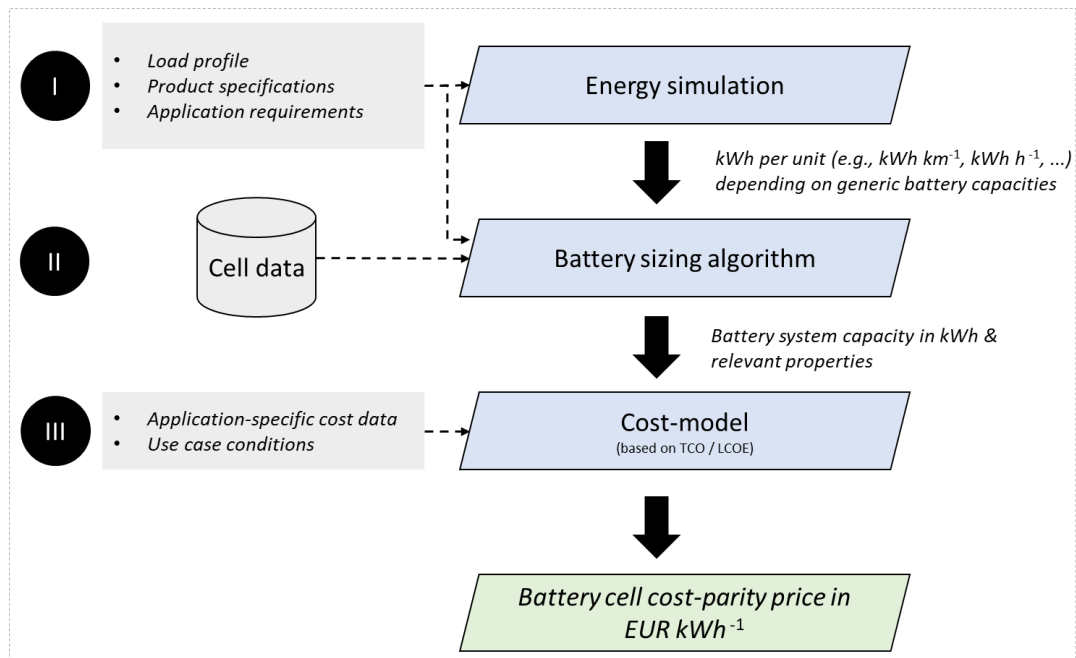 I
• Load profile
• Product specifications
• Application requirements
Energy simulation
kWh per unit (e.g., kWh km⁻¹, kWh h⁻¹, ...)
depending on generic battery capacities
II
Cell data
Battery sizing algorithm
Battery system capacity in kWh &
relevant properties
III
• Application-specific cost data
• Use case conditions
Cost-model
(based on TCO / LCOE)
Battery cell cost-parity price in
EUR kWh⁻¹